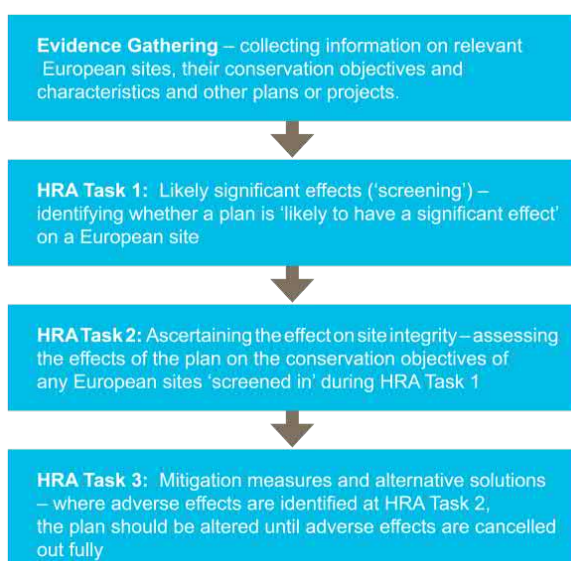 Evidence Gathering – collecting information on relevant
European sites, their conservation objectives and
characteristics and other plans or projects.
HRA Task 1: Likely significant effects (‘screening’) –
identifying whether a plan is ‘likely to have a significant effect’
on a European site
HRA Task 2: Ascertaining the effect on site integrity – assessing
the effects of the plan on the conservation objectives of
any European sites ‘screened in’ during HRA Task 1
HRA Task 3: Mitigation measures and alternative solutions
– where adverse effects are identified at HRA Task 2,
the plan should be altered until adverse effects are cancelled
out fully